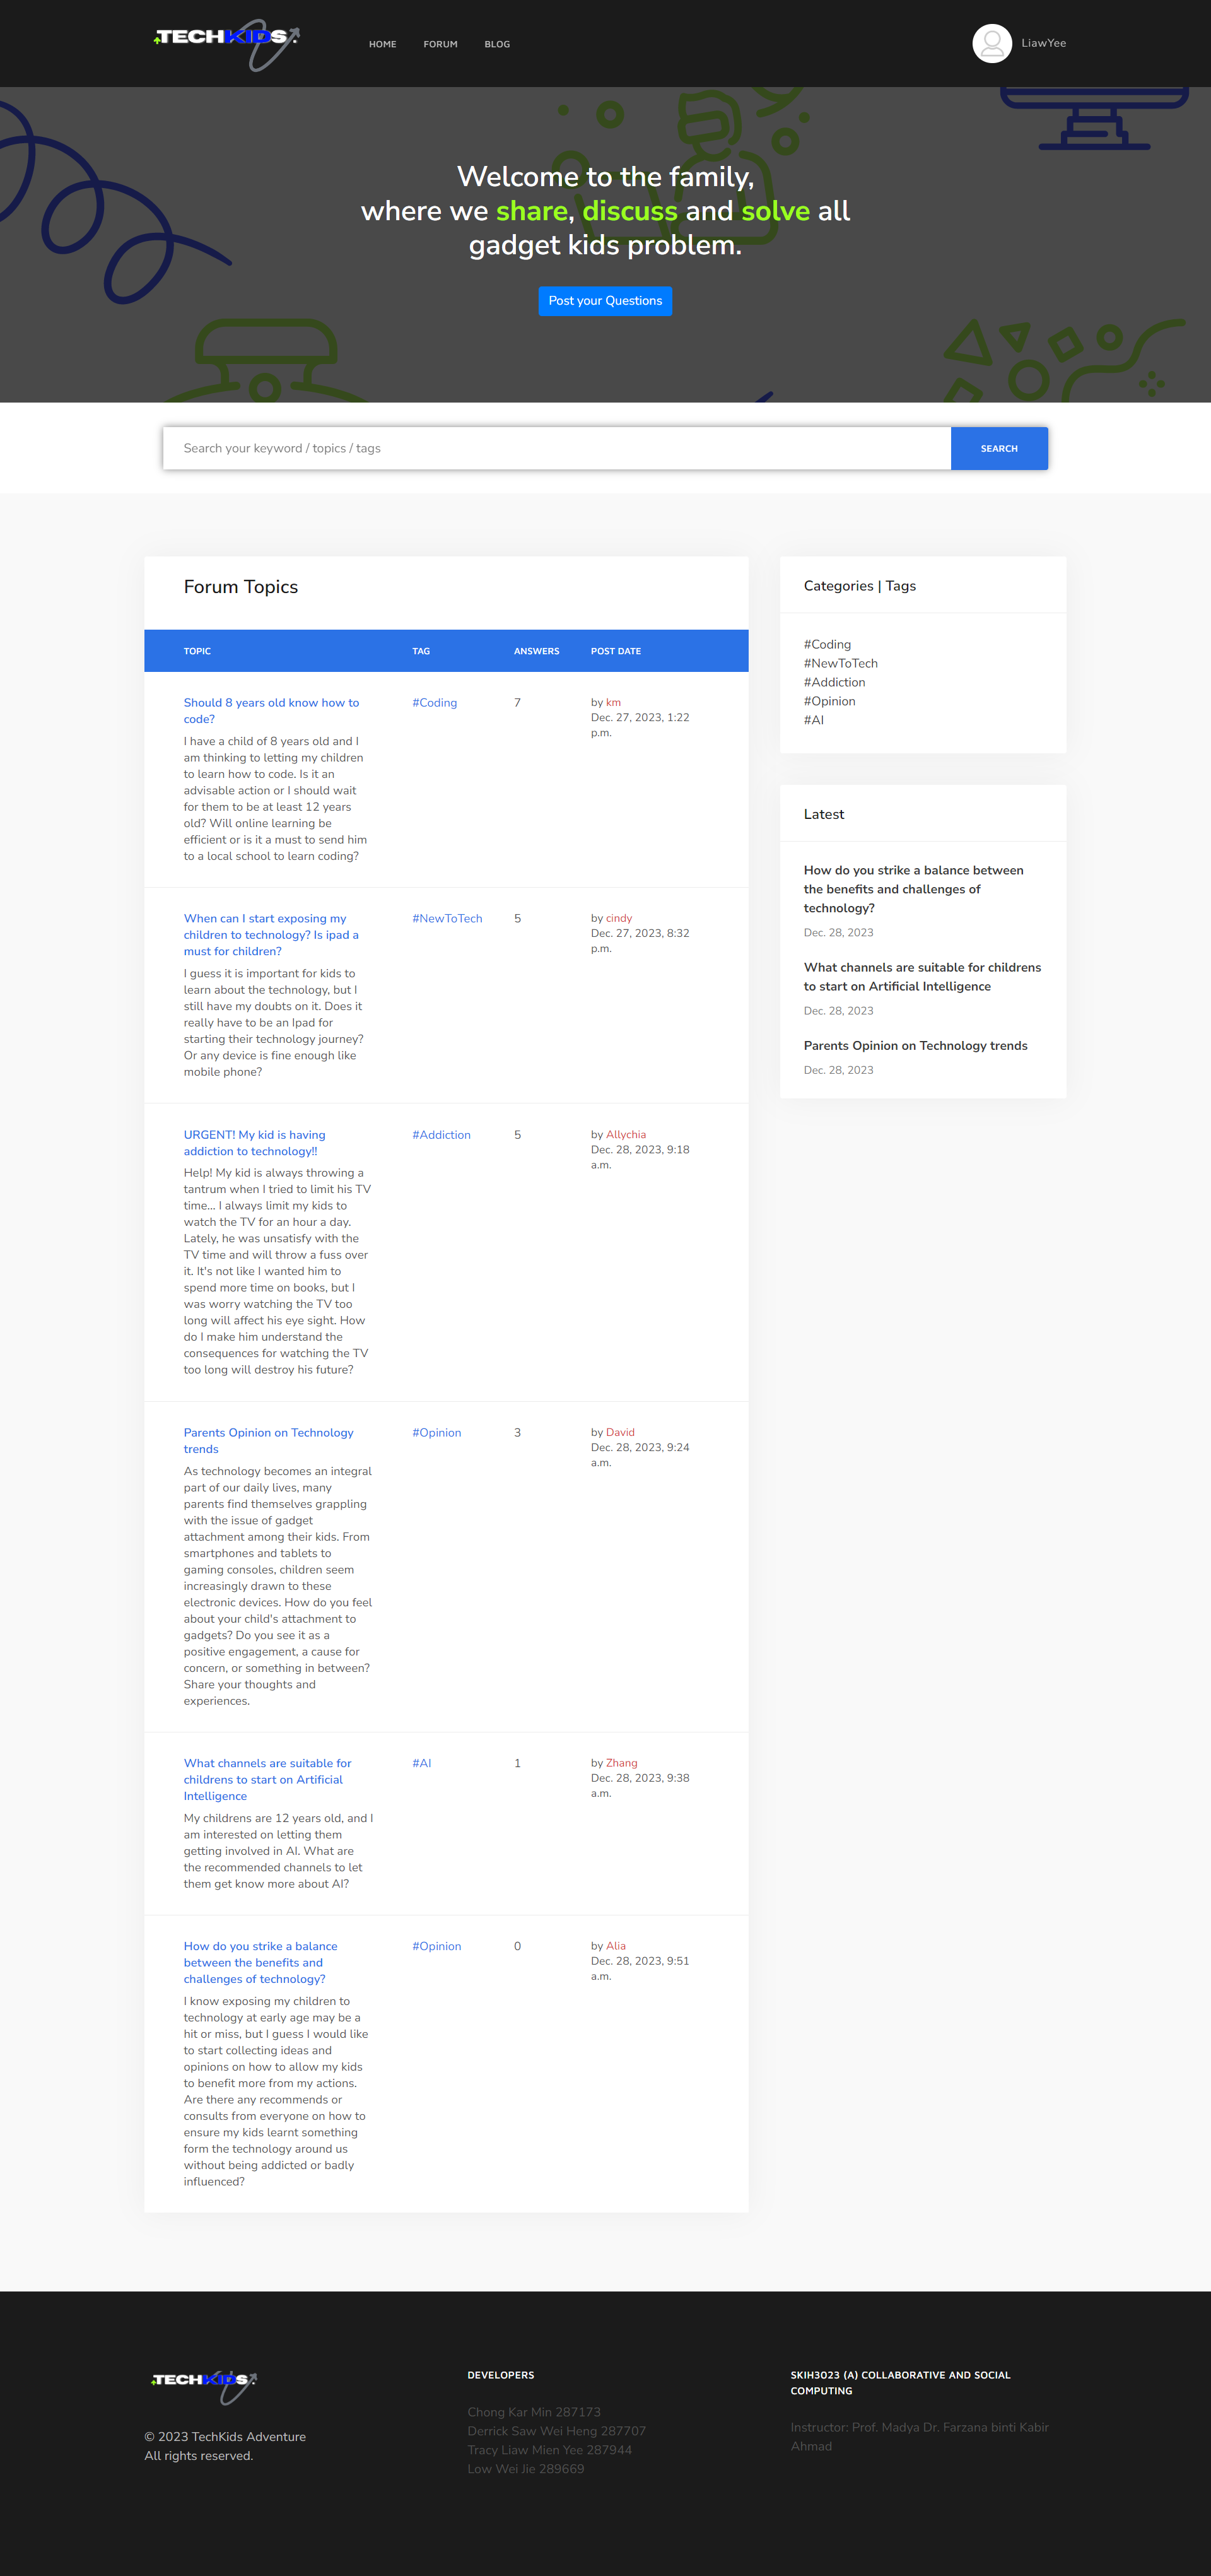 TECHKIDS.
HOME
FORUM
BLOG
LiawYee
Welcome to the family,
where we share, discuss and solve all
gadget kids problem.
Post your Questions
Search your keyword / topics / tags
SEARCH
Forum Topics
TOPIC
TAG
ANSWERS
POST DATE
Should 8 years old know how to
code?
I have a child of 8 years old and I
am thinking to letting my children
to learn how to code. Is it an
advisable action or I should wait
for them to be at least 12 years
old? Will online learning be
efficient or is it a must to send him
to a local school to learn coding?
#Coding
7
by km
Dec. 27, 2023, 1:22
p.m.
When can I start exposing my
children to technology? Is ipad a
must for children?
I guess it is important for kids to
learn about the technology, but I
still have my doubts on it. Does it
really have to be an Ipad for
starting their technology journey?
Or any device is fine enough like
mobile phone?
#NewToTech
5
by cindy
Dec. 27, 2023, 8:32
p.m.
URGENT! My kid is having
addiction to technology!!
Help! My kid is always throwing a
tantrum when I tried to limit his TV
time... I always limit my kids to
watch the TV for an hour a day.
Lately, he was unsatisfy with the
TV time and will throw a fuss over
it. It's not like I wanted him to
spend more time on books, but I
was worry watching the TV too
long will affect his eye sight. How
do I make him understand the
consequences for watching the TV
too long will destroy his future?
#Addiction
5
by Allychia
Dec. 28, 2023, 9:18
a.m.
Parents Opinion on Technology
trends
As technology becomes an integral
part of our daily lives, many
parents find themselves grappling
with the issue of gadget
attachment among their kids. From
smartphones and tablets to
gaming consoles, children seem
increasingly drawn to these
electronic devices. How do you feel
about your child's attachment to
gadgets? Do you see it as a
positive engagement, a cause for
concern, or something in between?
Share your thoughts and
experiences.
#Opinion
3
by David
Dec. 28, 2023, 9:24
a.m.
What channels are suitable for
childrens to start on Artificial
Intelligence
My childrens are 12 years old, and I
am interested on letting them
getting involved in AI. What are
the recommended channels to let
them get know more about AI?
#AI
1
by Zhang
Dec. 28, 2023, 9:38
a.m.
How do you strike a balance
between the benefits and
challenges of technology?
I know exposing my children to
technology at early age may be a
hit or miss, but I guess I would like
to start collecting ideas and
opinions on how to allow my kids
to benefit more from my actions.
Are there any recommends or
consults from everyone on how to
ensure my kids learnt something
form the technology around us
without being addicted or badly
influenced?
#Opinion
0
by Alia
Dec. 28, 2023, 9:51
a.m.
Categories | Tags
#Coding
#NewToTech
#Addiction
#Opinion
#AI
Latest
How do you strike a balance between
the benefits and challenges of
technology?
Dec. 28, 2023
What channels are suitable for childrens
to start on Artificial Intelligence
Dec. 28, 2023
Parents Opinion on Technology trends
Dec. 28, 2023
TECHKIDS.
© 2023 TechKids Adventure
All rights reserved.
DEVELOPERS
Chong Kar Min 287173
Derrick Saw Wei Heng 287707
Tracy Liaw Mien Yee 287944
Low Wei Jie 289669
SKIH3023 (A) COLLABORATIVE AND SOCIAL
COMPUTING
Instructor: Prof. Madya Dr. Farzana binti Kabir
Ahmad